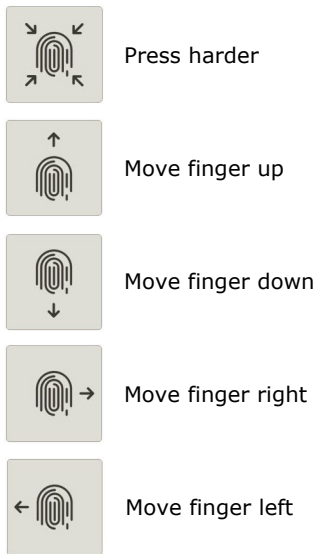 Press harder
Move finger up
Move finger down
Move finger right
Move finger left